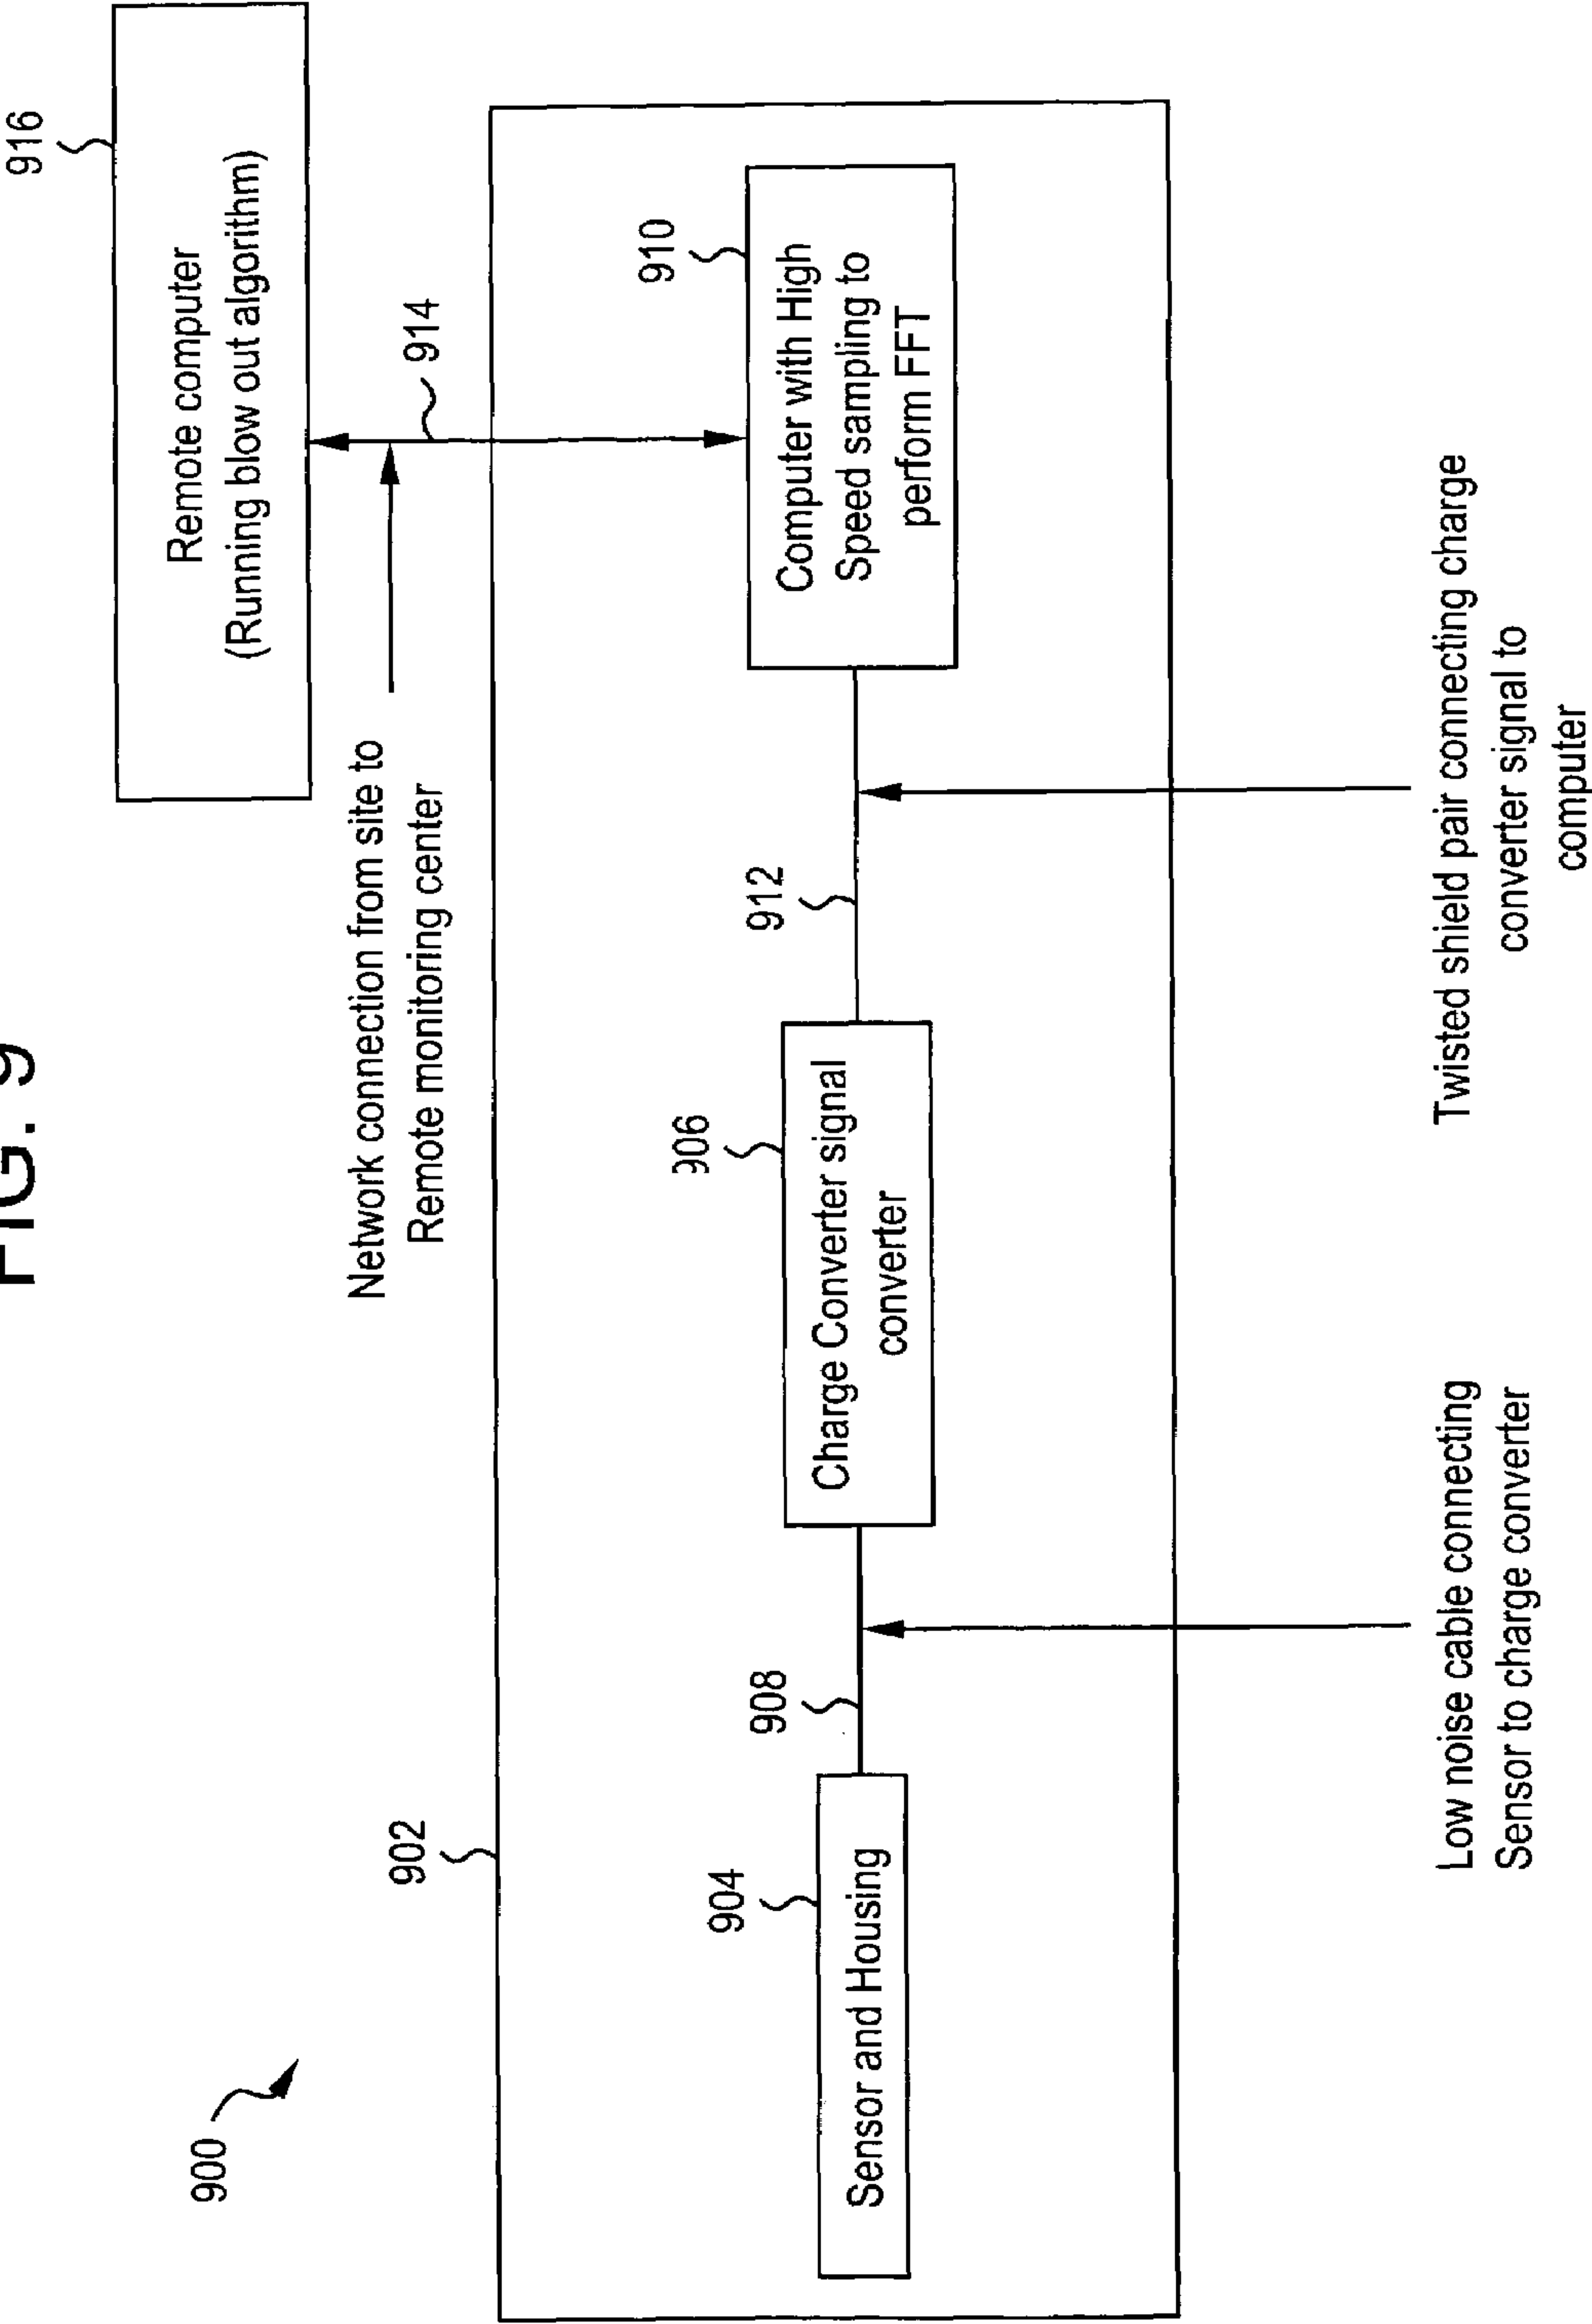 FIG. 9
900
916
Remote computer
(Running blow out algorithm)
Network connection from site to
Remote monitoring center
914
902
904
Sensor and Housing
908
906
Charge Converter signal
converter
912
910
Computer with High
Speed sampling to
perform FFT
Low noise cable connecting
Sensor to charge converter
Twisted shield pair connecting charge
converter signal to
computer